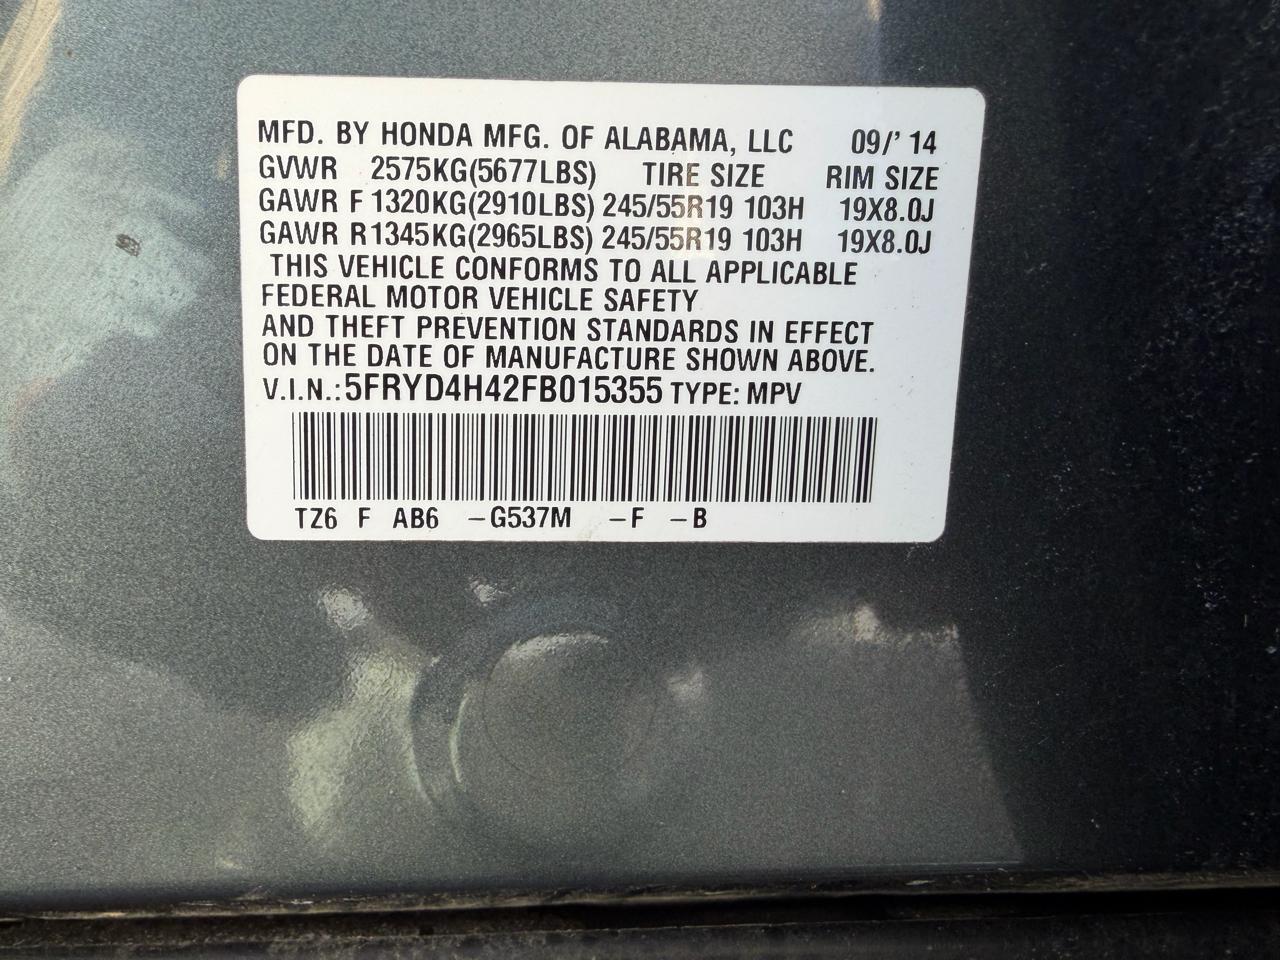 MFD. BY HONDA MFG. OF ALABAMA, LLC 09/' 14
GVWR 2575KG(5677LBS) TIRE SIZE RIM SIZE
GAWR F 1320KG(2910LBS) 245/55R19 103H 19X8.0J
GAWR R1345KG(2965LBS) 245/55R19 103H 19X8.0J
THIS VEHICLE CONFORMS TO ALL APPLICABLE
FEDERAL MOTOR VEHICLE SAFETY
AND THEFT PREVENTION STANDARDS IN EFFECT
ON THE DATE OF MANUFACTURE SHOWN ABOVE.
V.I.N.:5FRYD4H42FB015355 TYPE: MPV
TZ6 F AB6 -G537M -F -B